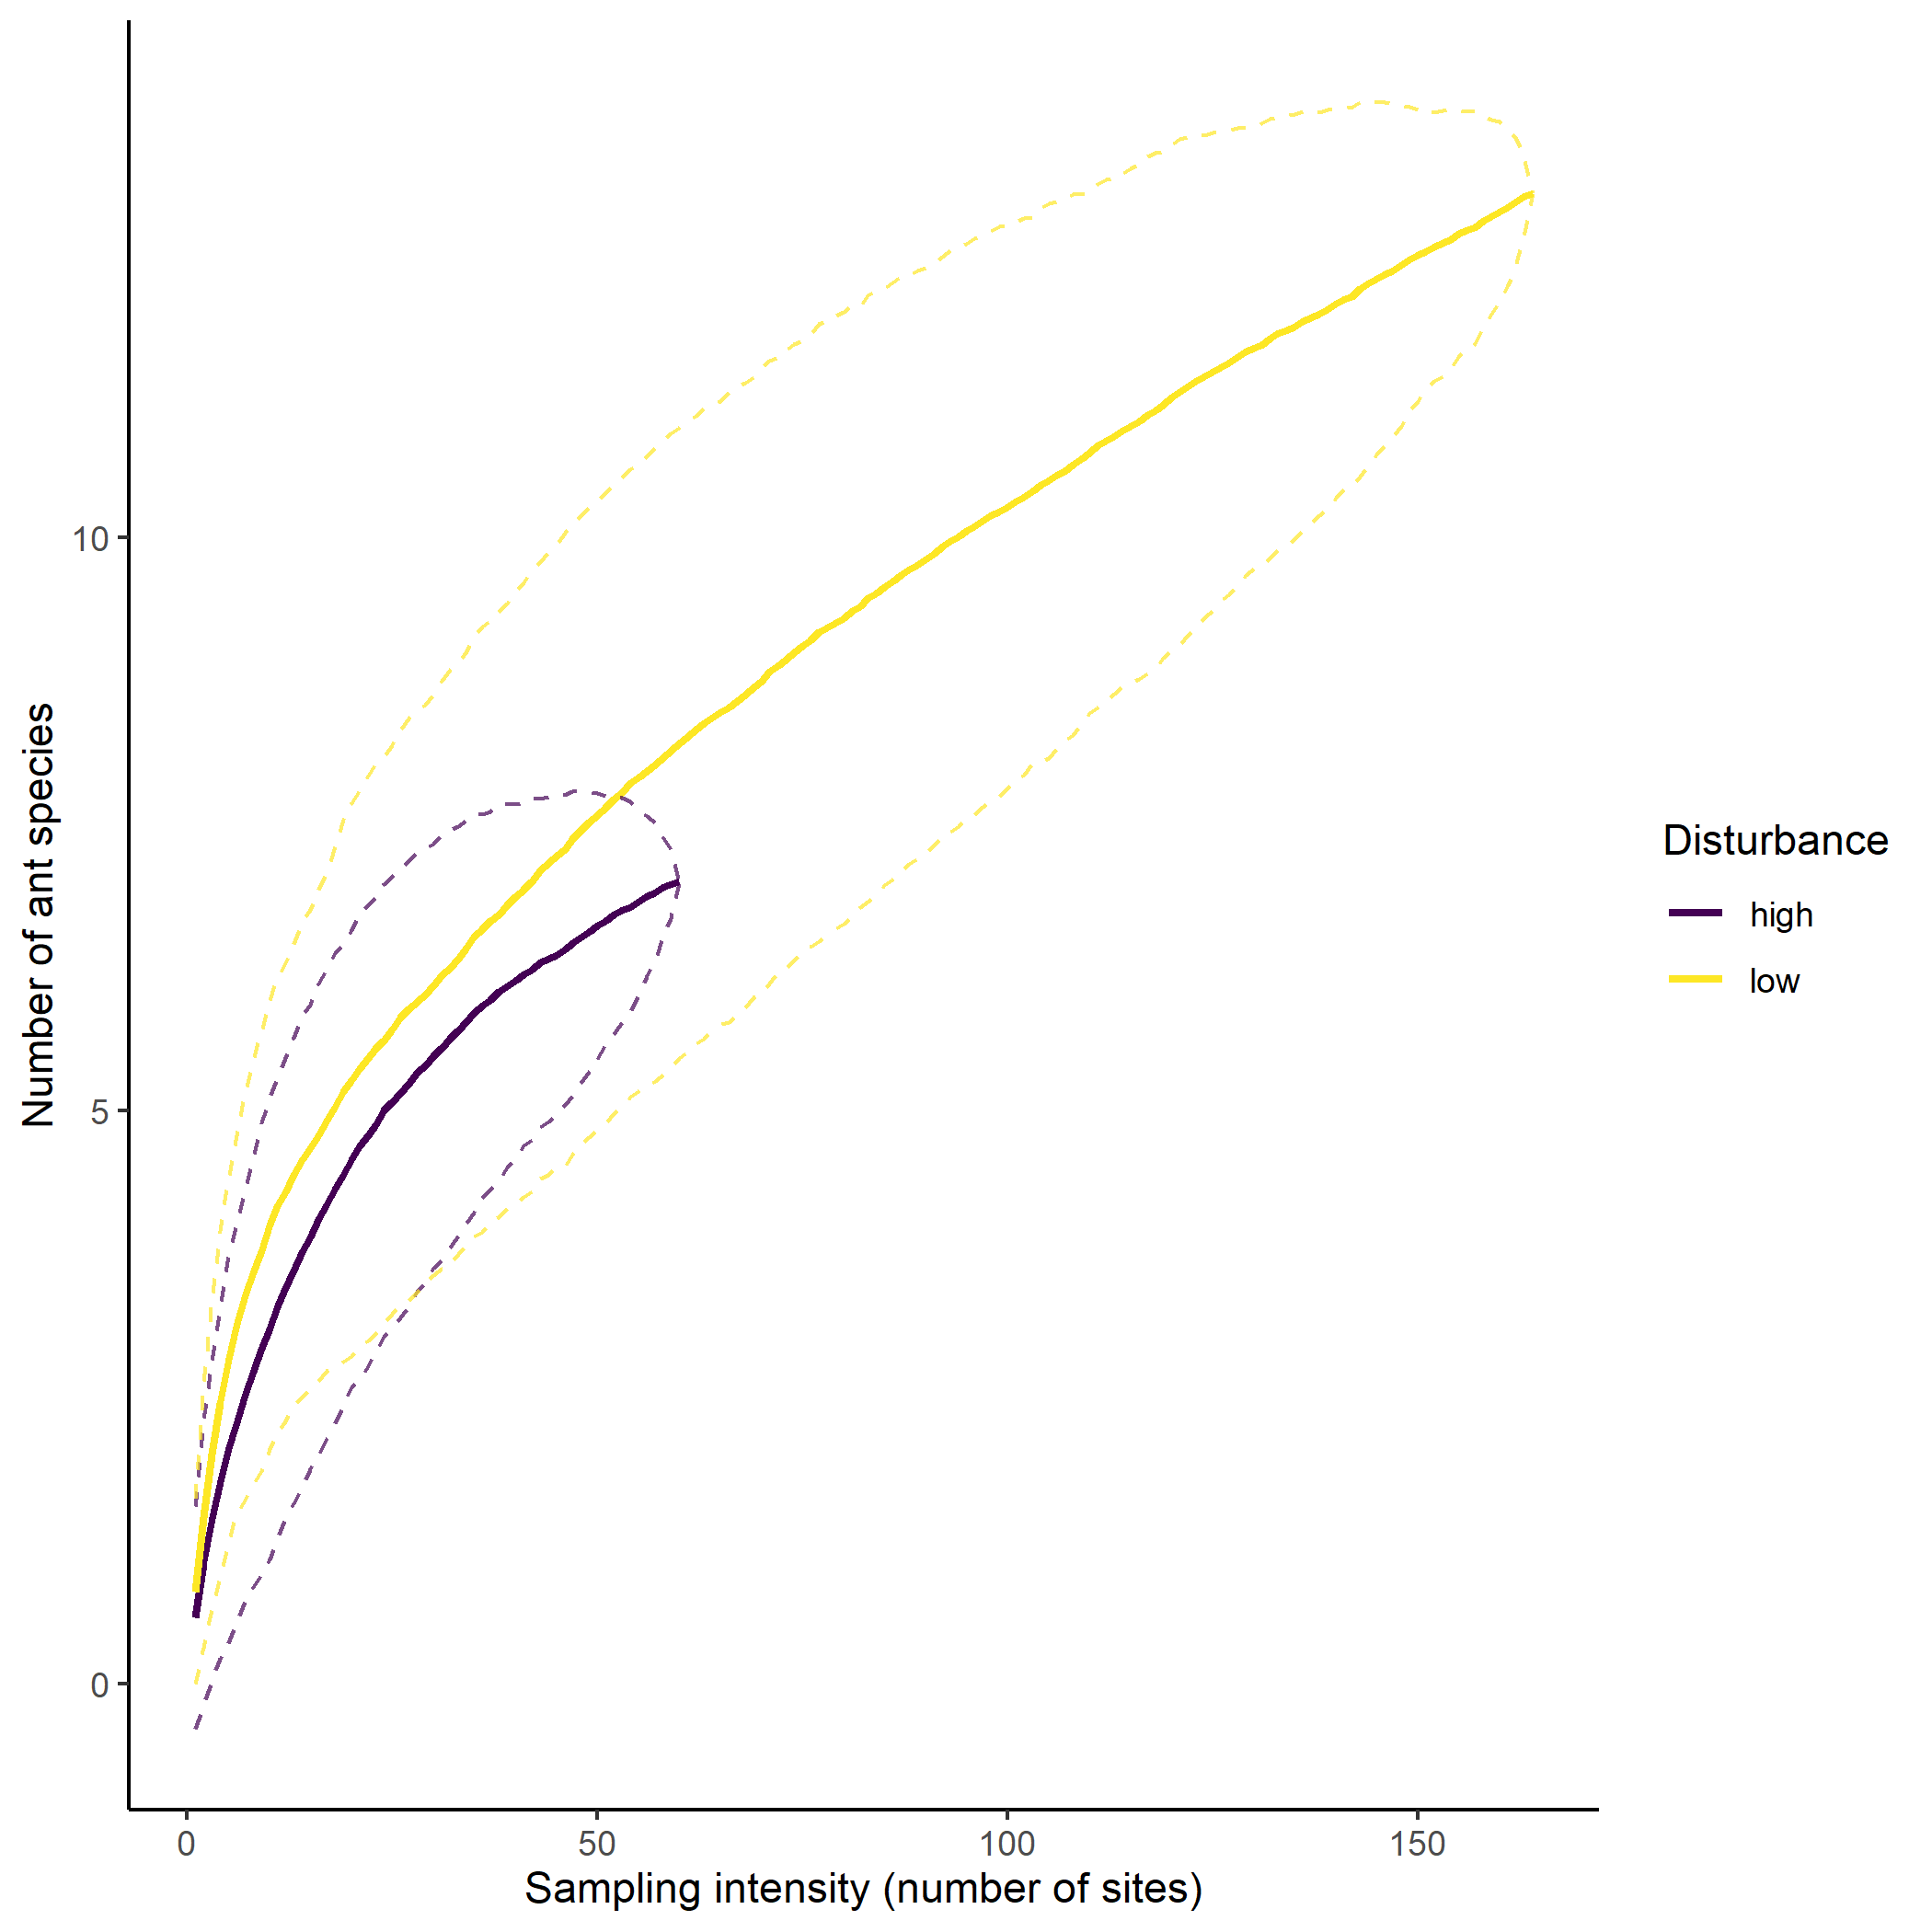 Number of ant species
10
5
0
0 50 100 150
Sampling intensity (number of sites)
Disturbance
high
low